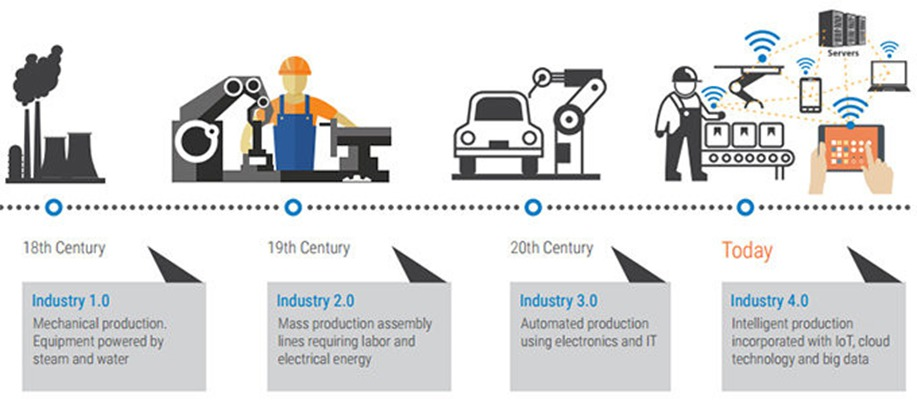 Servers
18th Century
Industry 1.0
Mechanical production.
Equipment powered by
steam and water
19th Century
Industry 2.0
Mass production assembly
lines requiring labor and
electrical energy
20th Century
Industry 3.0
Automated production
using electronics and IT
Today
Industry 4.0
Intelligent production
incorporated with IoT, cloud
technology and big data